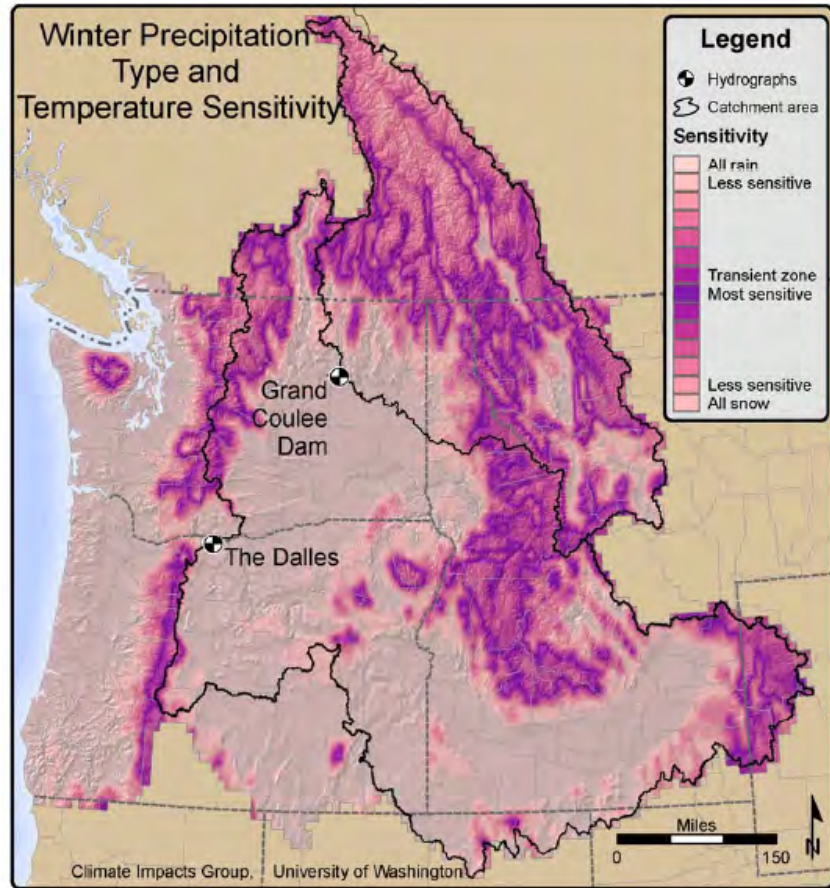 Winter Precipitation
Type and
Temperature Sensitivity
Legend
Hydrographs
Catchment area
Sensitivity
All rain
Less sensitive
Transient zone
Most sensitive
Less sensitive
All snow
Grand
Coulee
Dam
The Dalles
Miles
0 150
N
Climate Impacts Group, University of Washington